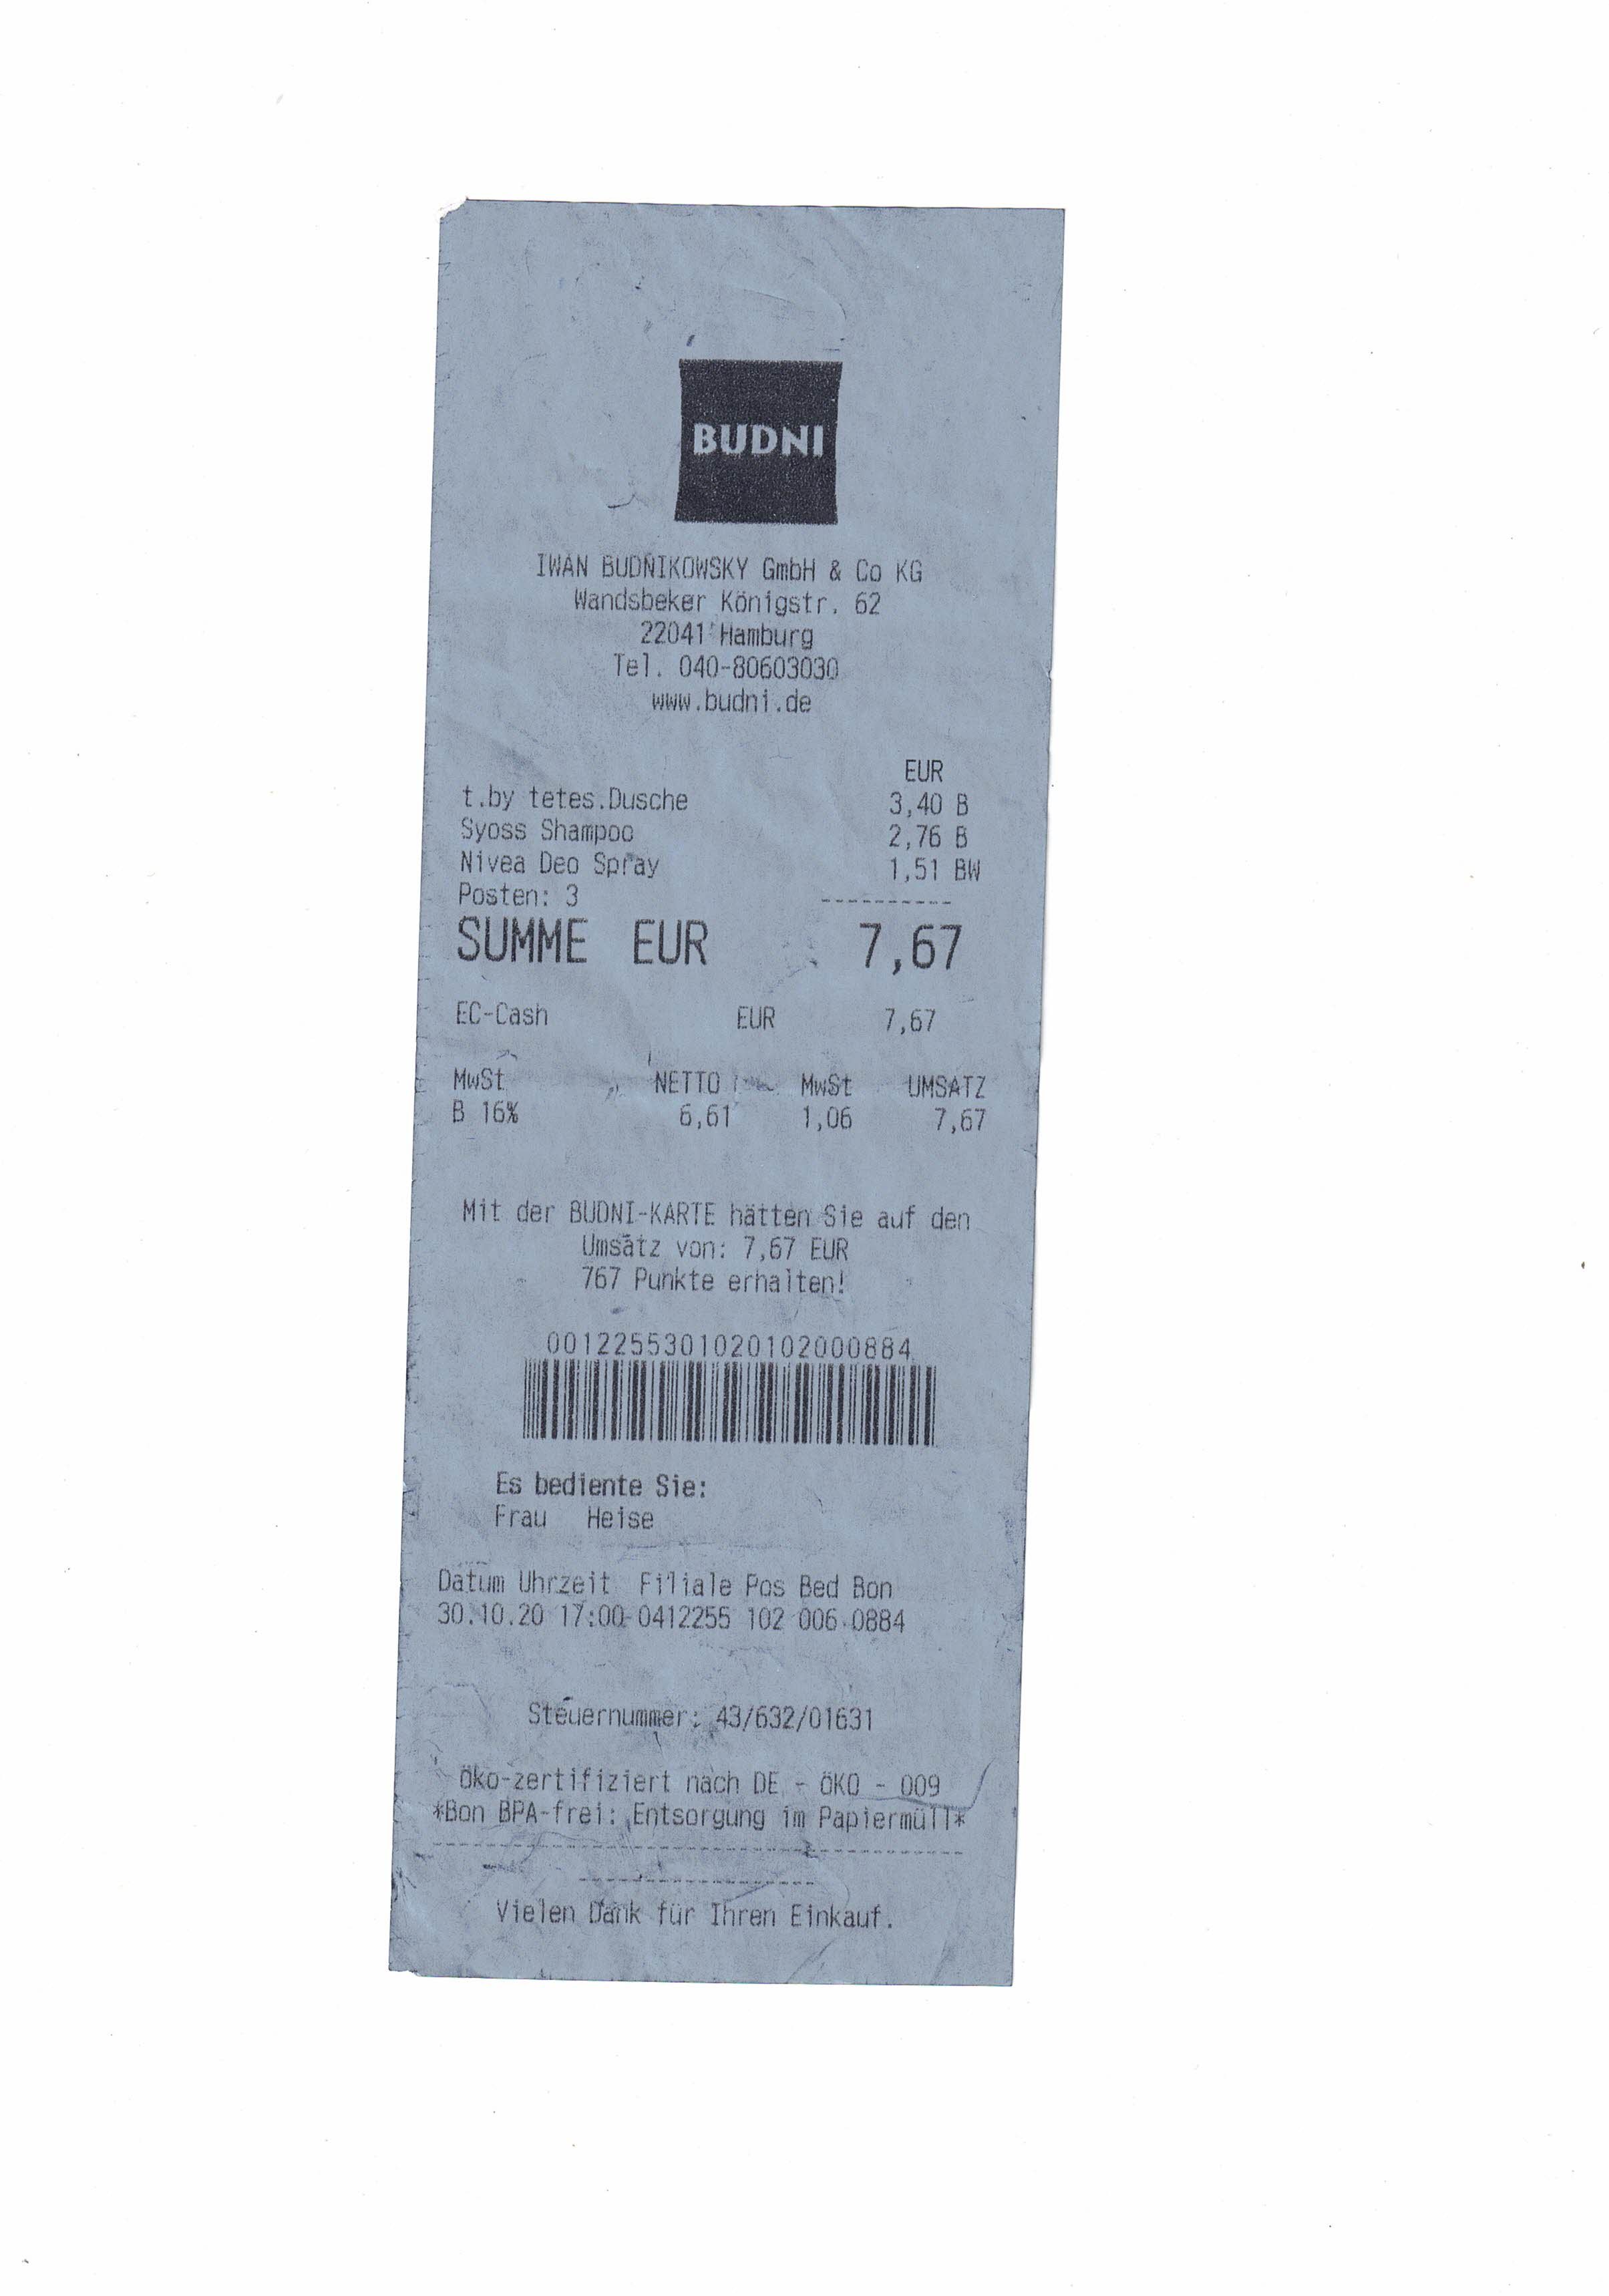 BUDNI
IWAN BUDNIKOWSKY GmbH & Co KG
Wandsbeker Königstr. 62
22041 Hamburg
Tel. 040-80603030
www.budni.de
EUR
t.by tetes.Dusche 3,40 B
Syoss Shampoo 2,76 B
Nivea Deo Spray 1,51 BW
Posten: 3 ----------
SUMME EUR 7,67
EC-Cash EUR 7,67
MwSt NETTO MwSt UMSATZ
B 16% 6,61 1,06 7,67
Mit der BUDNI-KARTE hätten Sie auf den
Umsatz von: 7,67 EUR
767 Punkte erhalten!
0012255301020102000884
Es bediente Sie:
Frau Heise
Datum Uhrzeit Filiale Pos Bed Bon
30.10.20 17:00 0412255 102 006 0884
Steuernummer: 43/632/01631
öko-zertifiziert nach DE - ÖKO - 009
*Bon BPA-frei: Entsorgung im Papiermüll*
Vielen Dank für Ihren Einkauf.